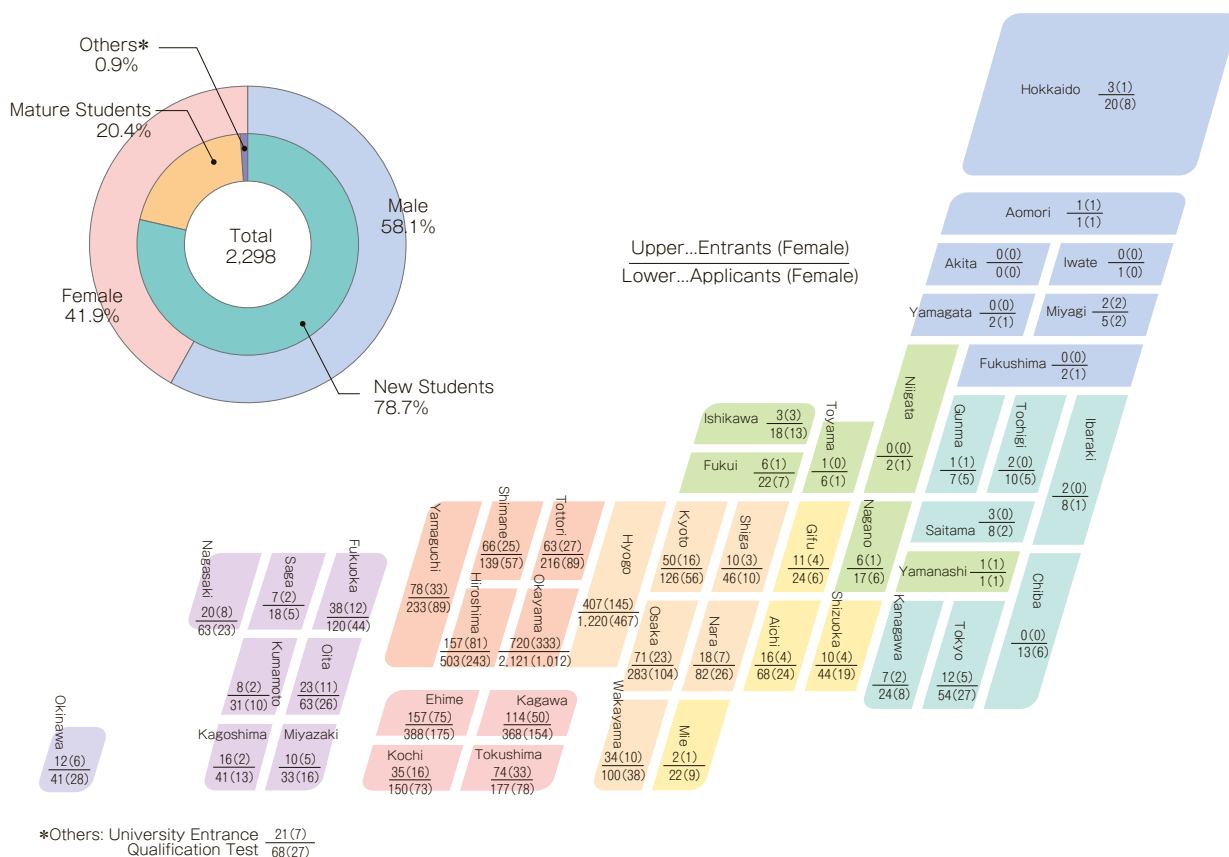 Others*
0.9%
Mature Students
20.4%
Male
58.1%
Total
2,298
Female
41.9%
New Students
78.7%
Upper...Entrants (Female)
Lower...Applicants (Female)
Hokkaido
3(1)
20(8)
Aomori
1(1)
1(1)
Akita
0(0)
0(0)
Iwate
0(0)
1(0)
Yamagata
0(0)
2(1)
Miyagi
2(2)
5(2)
Fukushima
0(0)
2(1)
Niigata
0(0)
2(1)
Gunma
1(1)
7(5)
Tochigi
2(0)
10(5)
Ibaraki
2(0)
8(1)
Ishikawa
3(3)
18(13)
Toyama
1(0)
6(1)
Fukui
6(1)
22(7)
Saitama
3(0)
8(2)
Nagano
6(1)
17(6)
Yamanashi
1(1)
1(1)
Chiba
0(0)
13(6)
Kanagawa
7(2)
24(8)
Tokyo
12(5)
54(27)
Yamaguchi
78(33)
233(89)
Shimane
66(25)
139(57)
Tottori
63(27)
216(89)
Hyogo
407(145)
1,220(467)
Kyoto
50(16)
126(56)
Shiga
10(3)
46(10)
Gifu
11(4)
24(6)
Hiroshima
157(81)
503(243)
Okayama
720(333)
2,121(1,012)
Osaka
71(23)
283(104)
Nara
18(7)
82(26)
Aichi
16(4)
68(24)
Shizuoka
10(4)
44(19)
Wakayama
34(10)
100(38)
Mie
2(1)
22(9)
Ehime
157(75)
388(175)
Kagawa
114(50)
368(154)
Kochi
35(16)
150(73)
Tokushima
74(33)
177(78)
Nagasaki
20(8)
63(23)
Saga
7(2)
18(5)
Fukuoka
38(12)
120(44)
Kumamoto
8(2)
31(10)
Oita
23(11)
63(26)
Kagoshima
16(2)
41(13)
Miyazaki
10(5)
33(16)
Okinawa
12(6)
41(28)
*Others: University Entrance
Qualification Test
21(7)
68(27)